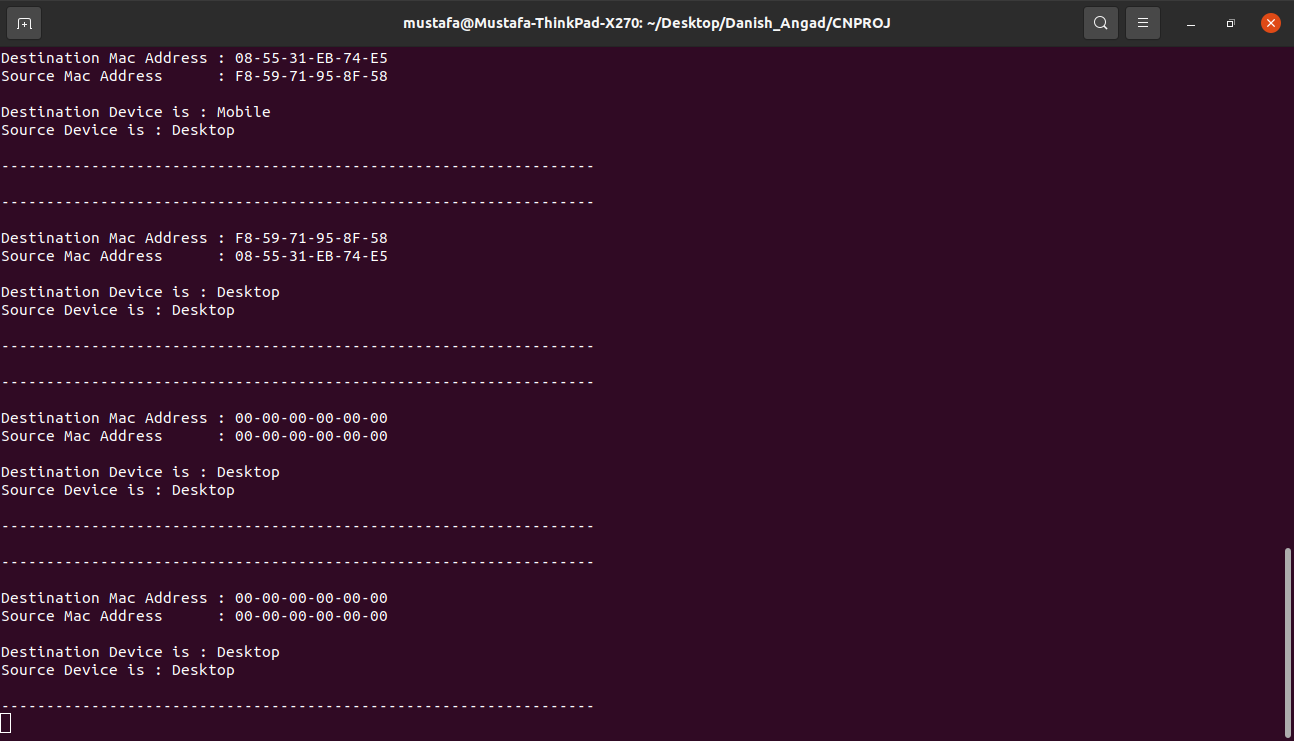 mustafa@Mustafa-ThinkPad-X270: ~/Desktop/Danish_Angad/CNPROJ
Destination Mac Address : 08-55-31-EB-74-E5
Source Mac Address      : F8-59-71-95-8F-58
Destination Device is : Mobile
Source Device is : Desktop
------------------------------------------------------------------
------------------------------------------------------------------
Destination Mac Address : F8-59-71-95-8F-58
Source Mac Address      : 08-55-31-EB-74-E5
Destination Device is : Desktop
Source Device is : Desktop
------------------------------------------------------------------
------------------------------------------------------------------
Destination Mac Address : 00-00-00-00-00-00
Source Mac Address      : 00-00-00-00-00-00
Destination Device is : Desktop
Source Device is : Desktop
------------------------------------------------------------------
------------------------------------------------------------------
Destination Mac Address : 00-00-00-00-00-00
Source Mac Address      : 00-00-00-00-00-00
Destination Device is : Desktop
Source Device is : Desktop
------------------------------------------------------------------